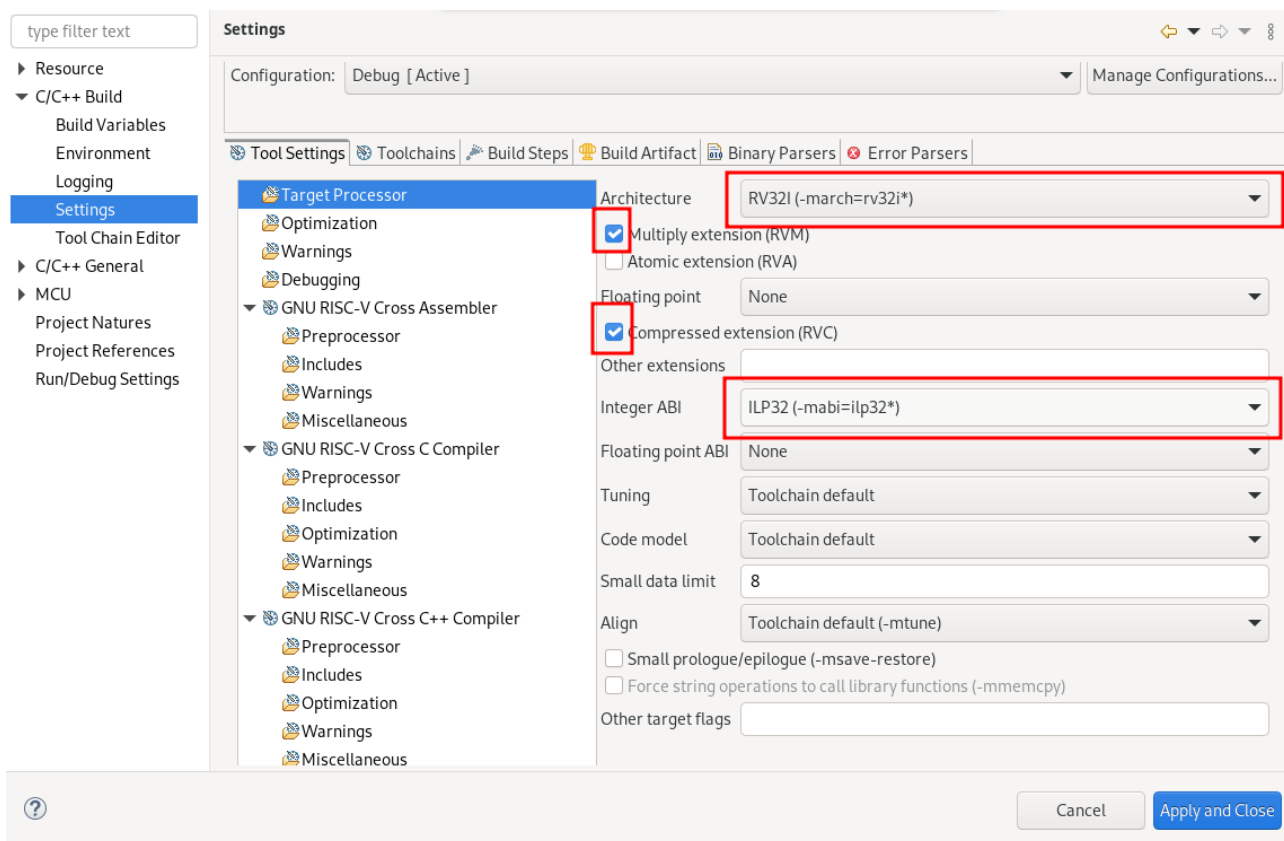 type filter text
Resource
C/C++ Build
Build Variables
Environment
Logging
Settings
Tool Chain Editor
C/C++ General
MCU
Project Natures
Project References
Run/Debug Settings
Settings
Configuration: Debug [ Active ] Manage Configurations...
Tool Settings Toolchains Build Steps Build Artifact Binary Parsers Error Parsers
Target Processor
Optimization
Warnings
Debugging
GNU RISC-V Cross Assembler
Preprocessor
Includes
Warnings
Miscellaneous
GNU RISC-V Cross C Compiler
Preprocessor
Includes
Optimization
Warnings
Miscellaneous
GNU RISC-V Cross C++ Compiler
Preprocessor
Includes
Optimization
Warnings
Miscellaneous
Architecture RV32I (-march=rv32i*)
Multiply extension (RVM)
Atomic extension (RVA)
Floating point None
Compressed extension (RVC)
Other extensions
Integer ABI ILP32 (-mabi=ilp32*)
Floating point ABI None
Tuning Toolchain default
Code model Toolchain default
Small data limit 8
Align Toolchain default (-mtune)
Small prologue/epilogue (-msave-restore)
Force string operations to call library functions (-mmemcpy)
Other target flags
Cancel Apply and Close